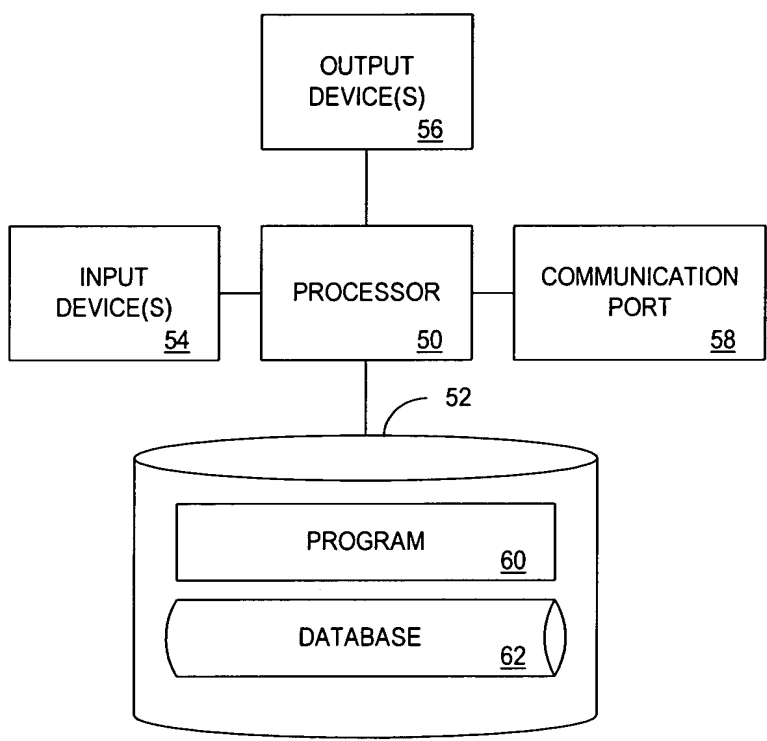 OUTPUT
DEVICE(S)
56
INPUT
DEVICE(S)
54
PROCESSOR
50
COMMUNICATION
PORT
58
52
PROGRAM
60
DATABASE
62